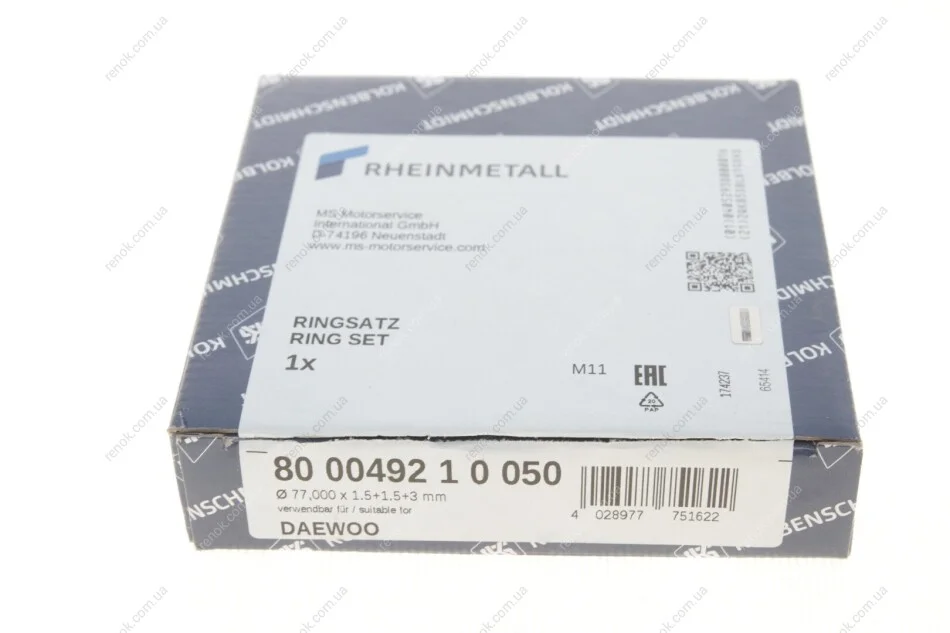 KOLBENSCHMIDT
RHEINMETALL
MS Motorservice
International GmbH
D-74196 Neuenstadt
www.ms-motorservice.com
RINGSATZ
RING SET
1x
M11
EAC
20
PAP
174237
65414
80 00492 1 0 050
Ø 77,000 x 1.5+1.5+3 mm
verwendbar für / suitable for
DAEWOO
4 028977 751622
renok.com.ua